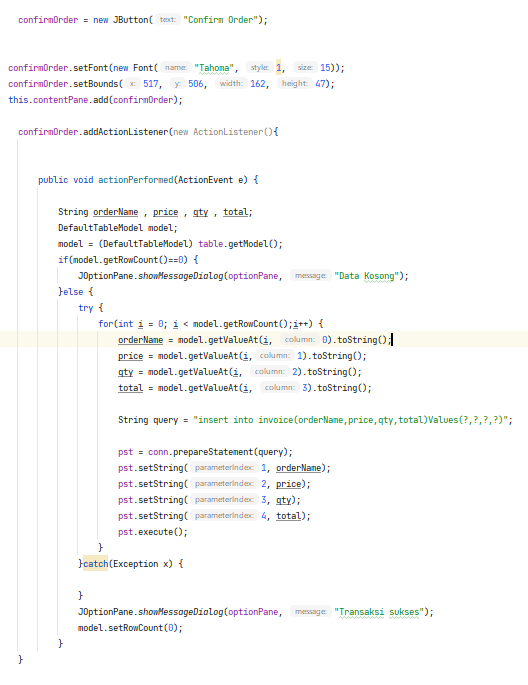 confirmOrder = new JButton( text: "Confirm Order");
confirmOrder.setFont(new Font( name: "Tahoma", style: 1, size: 15));
confirmOrder.setBounds( x: 517, y: 506, width: 162, height: 47);
this.contentPane.add(confirmOrder);
confirmOrder.addActionListener(new ActionListener(){
public void actionPerformed(ActionEvent e) {
String orderName , price , qty , total;
DefaultTableModel model;
model = (DefaultTableModel) table.getModel();
if(model.getRowCount()==0) {
JOptionPane.showMessageDialog(optionPane, message: "Data Kosong");
}else {
try {
for(int i = 0; i < model.getRowCount();i++) {
orderName = model.getValueAt(i, column: 0).toString();
price = model.getValueAt(i, column: 1).toString();
qty = model.getValueAt(i, column: 2).toString();
total = model.getValueAt(i, column: 3).toString();
String query = "insert into invoice(orderName,price,qty,total)Values(?,?,?,?)";
pst = conn.prepareStatement(query);
pst.setString( parameterIndex: 1, orderName);
pst.setString( parameterIndex: 2, price);
pst.setString( parameterIndex: 3, qty);
pst.setString( parameterIndex: 4, total);
pst.execute();
}
}catch(Exception x) {
}
JOptionPane.showMessageDialog(optionPane, message: "Transaksi sukses");
model.setRowCount(0);
}
}